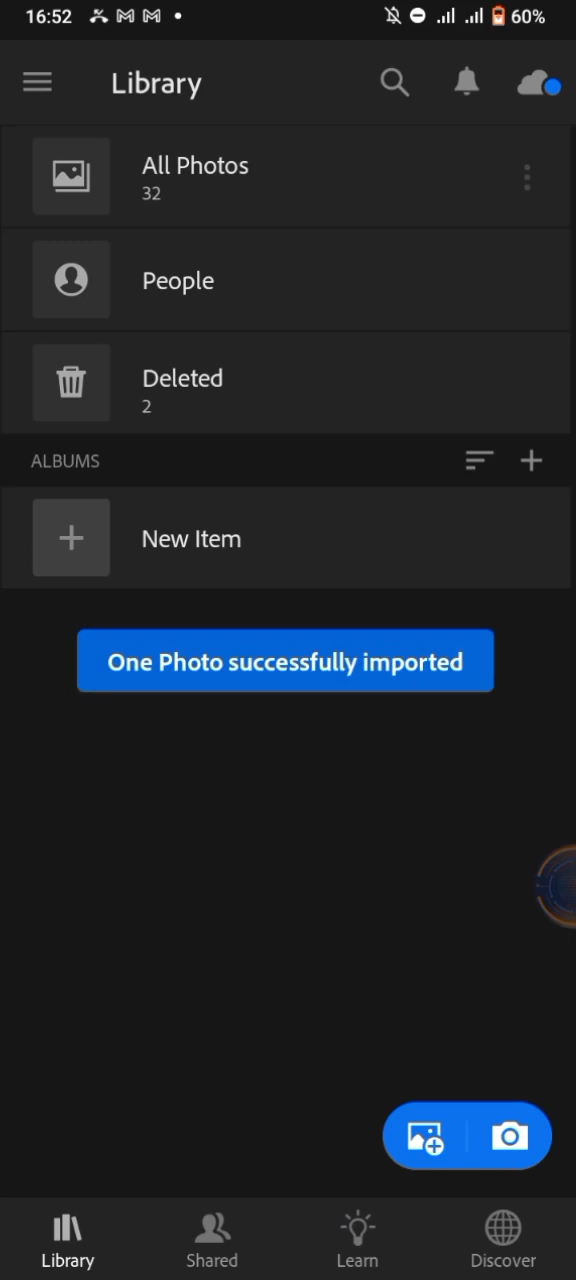 16:52
60%
Library
All Photos
32
People
Deleted
2
ALBUMS
New Item
One Photo successfully imported
Library
Shared
Learn
Discover